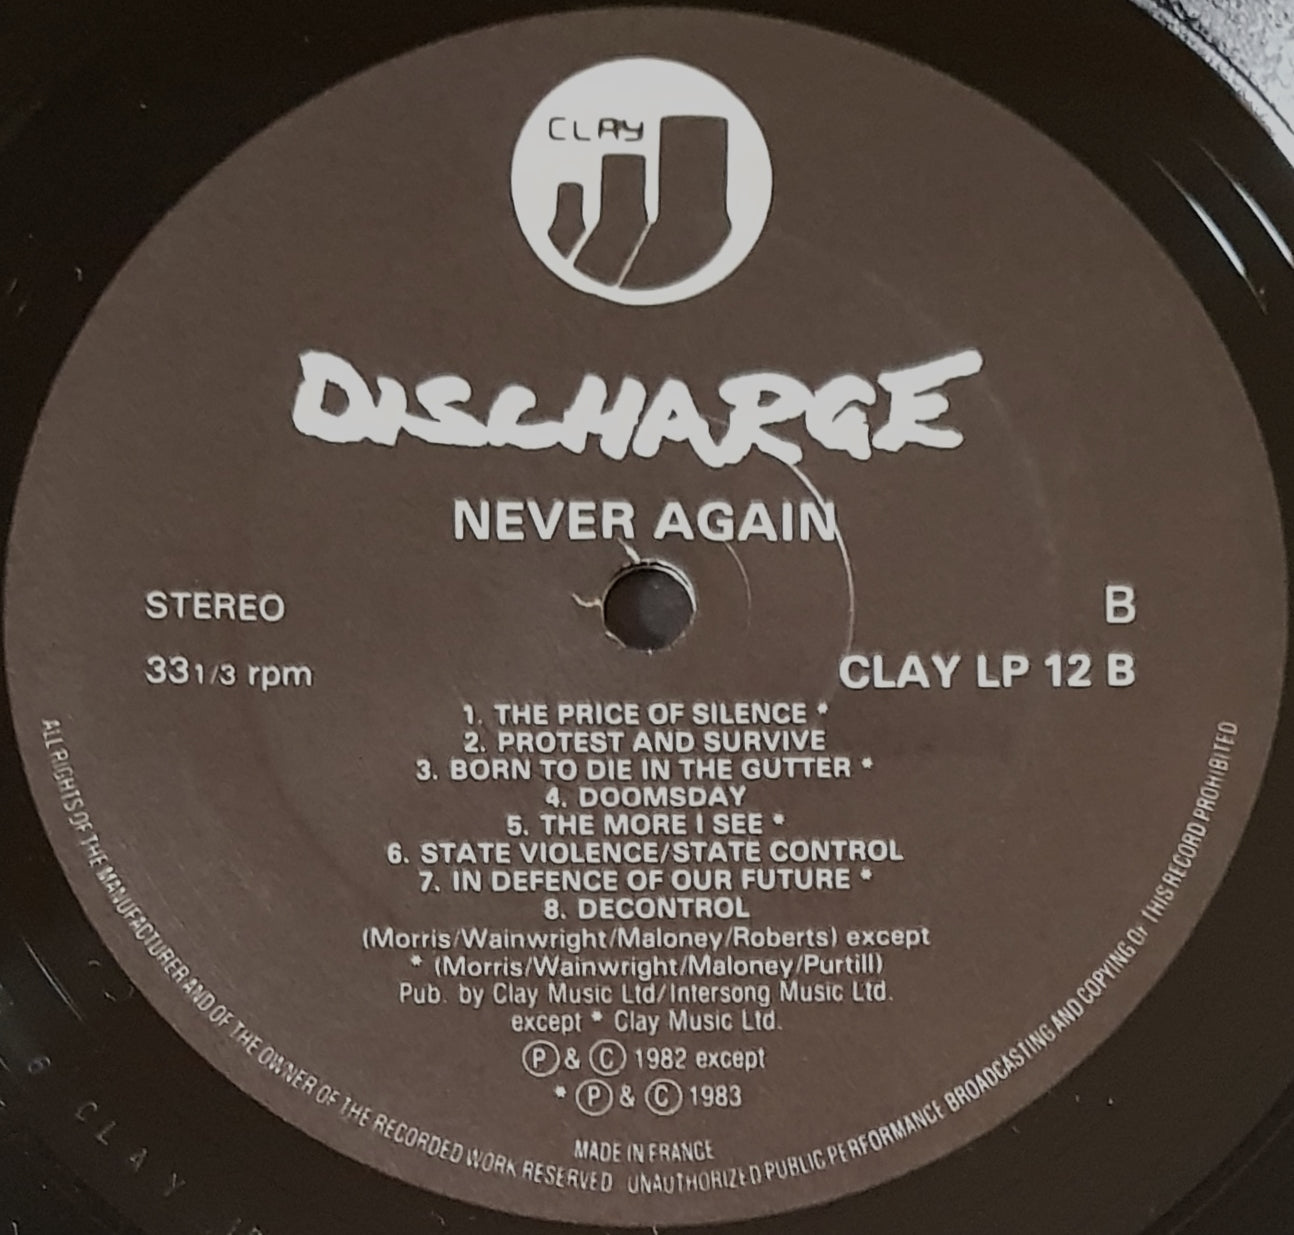 CLAY
DISCHARGE
NEVER AGAIN
STEREO
B
33 1/3 rpm
CLAY LP 12 B
1. THE PRICE OF SILENCE *
2. PROTEST AND SURVIVE
3. BORN TO DIE IN THE GUTTER *
4. DOOMSDAY
5. THE MORE I SEE *
6. STATE VIOLENCE/STATE CONTROL
7. IN DEFENCE OF OUR FUTURE *
8. DECONTROL
(Morris/Wainwright/Maloney/Roberts) except
* (Morris/Wainwright/Maloney/Purtill)
Pub. by Clay Music Ltd/Intersong Music Ltd.
except * Clay Music Ltd.
Ⓟ & Ⓒ 1982 except
* Ⓟ & Ⓒ 1983
MADE IN FRANCE
ALL RIGHTS OF THE MANUFACTURER AND OF THE OWNER OF THE RECORDED WORK RESERVED UNAUTHORIZED PUBLIC PERFORMANCE BROADCASTING AND COPYING OF THIS RECORD PROHIBITED
CLAY